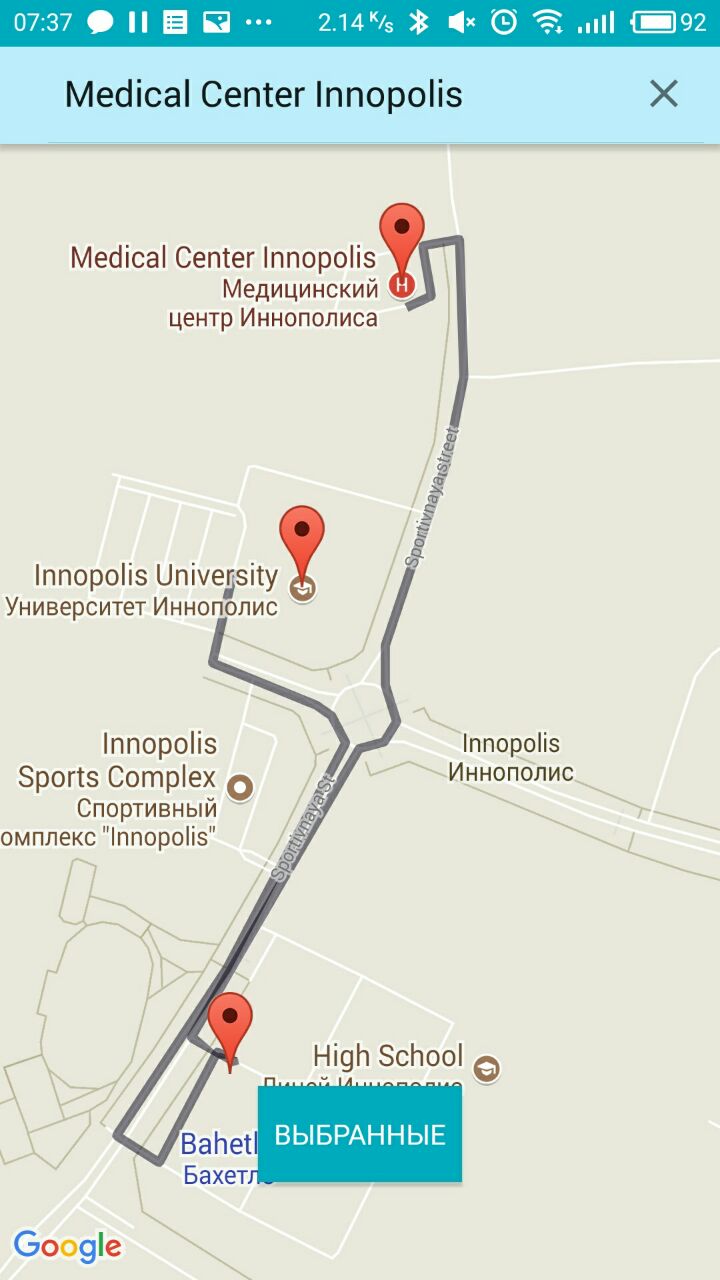 07:37 2.14 K/s 92
Medical Center Innopolis
Medical Center Innopolis
Медицинский
центр Иннополиса
Sportivnaya street
Innopolis University
Университет Иннополис
Innopolis
Иннополис
Innopolis
Sports Complex
Спортивный
омплекс "Innopolis"
Sportivnaya St
High School
Лицей Иннополис
ВЫБРАННЫЕ
Bahetl
Бахетле
Google